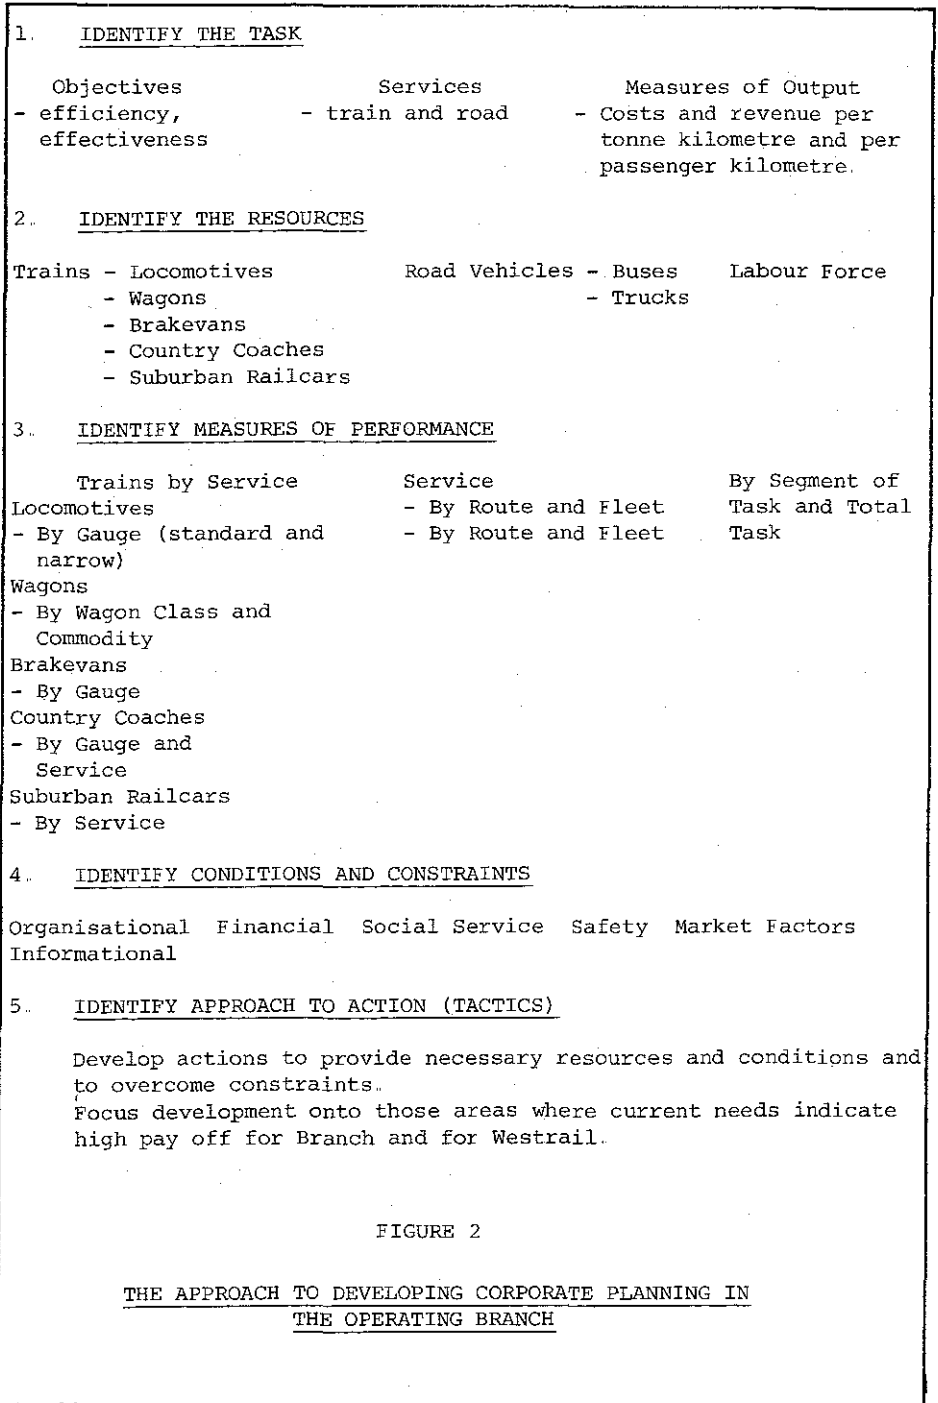 1. IDENTIFY THE TASK
Objectives Services Measures of Output
- efficiency, - train and road - Costs and revenue per
effectiveness tonne kilometre and per
passenger kilometre.
2. IDENTIFY THE RESOURCES
Trains - Locomotives Road Vehicles - Buses Labour Force
- Wagons - Trucks
- Brakevans
- Country Coaches
- Suburban Railcars
3. IDENTIFY MEASURES OF PERFORMANCE
Trains by Service Service By Segment of
Locomotives - By Route and Fleet Task and Total
- By Gauge (standard and - By Route and Fleet Task
narrow)
Wagons
- By Wagon Class and
Commodity
Brakevans
- By Gauge
Country Coaches
- By Gauge and
Service
Suburban Railcars
- By Service
4. IDENTIFY CONDITIONS AND CONSTRAINTS
Organisational Financial Social Service Safety Market Factors
Informational
5. IDENTIFY APPROACH TO ACTION (TACTICS)
Develop actions to provide necessary resources and conditions and
to overcome constraints.
Focus development onto those areas where current needs indicate
high pay off for Branch and for Westrail.
FIGURE 2
THE APPROACH TO DEVELOPING CORPORATE PLANNING IN
THE OPERATING BRANCH